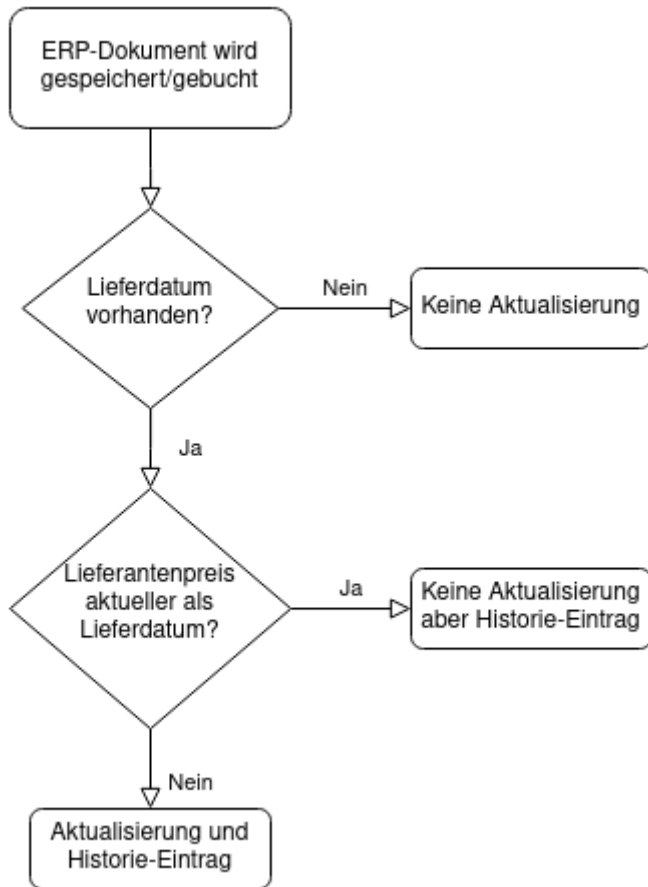 ERP-Dokument wird
gespeichert/gebucht
Lieferdatum
vorhanden?
Nein
Keine Aktualisierung
Ja
Lieferantenpreis
aktueller als
Lieferdatum?
Ja
Keine Aktualisierung
aber Historie-Eintrag
Nein
Aktualisierung und
Historie-Eintrag